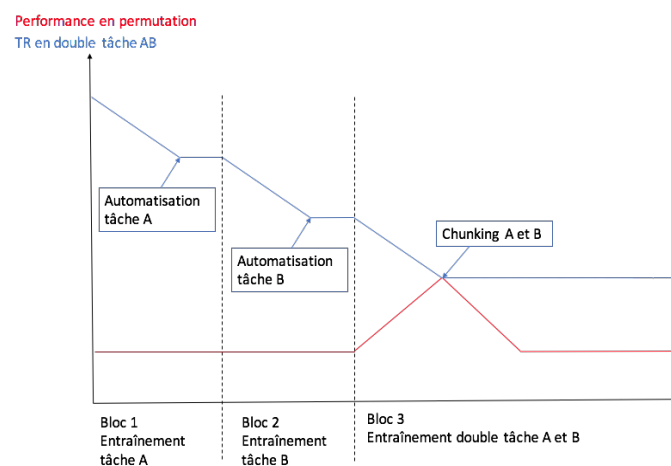 Performance en permutation
TR en double tâche AB
Automatisation
tâche A
Automatisation
tâche B
Chunking A et B
Bloc 1
Entraînement
tâche A
Bloc 2
Entraînement
tâche B
Bloc 3
Entraînement double tâche A et B